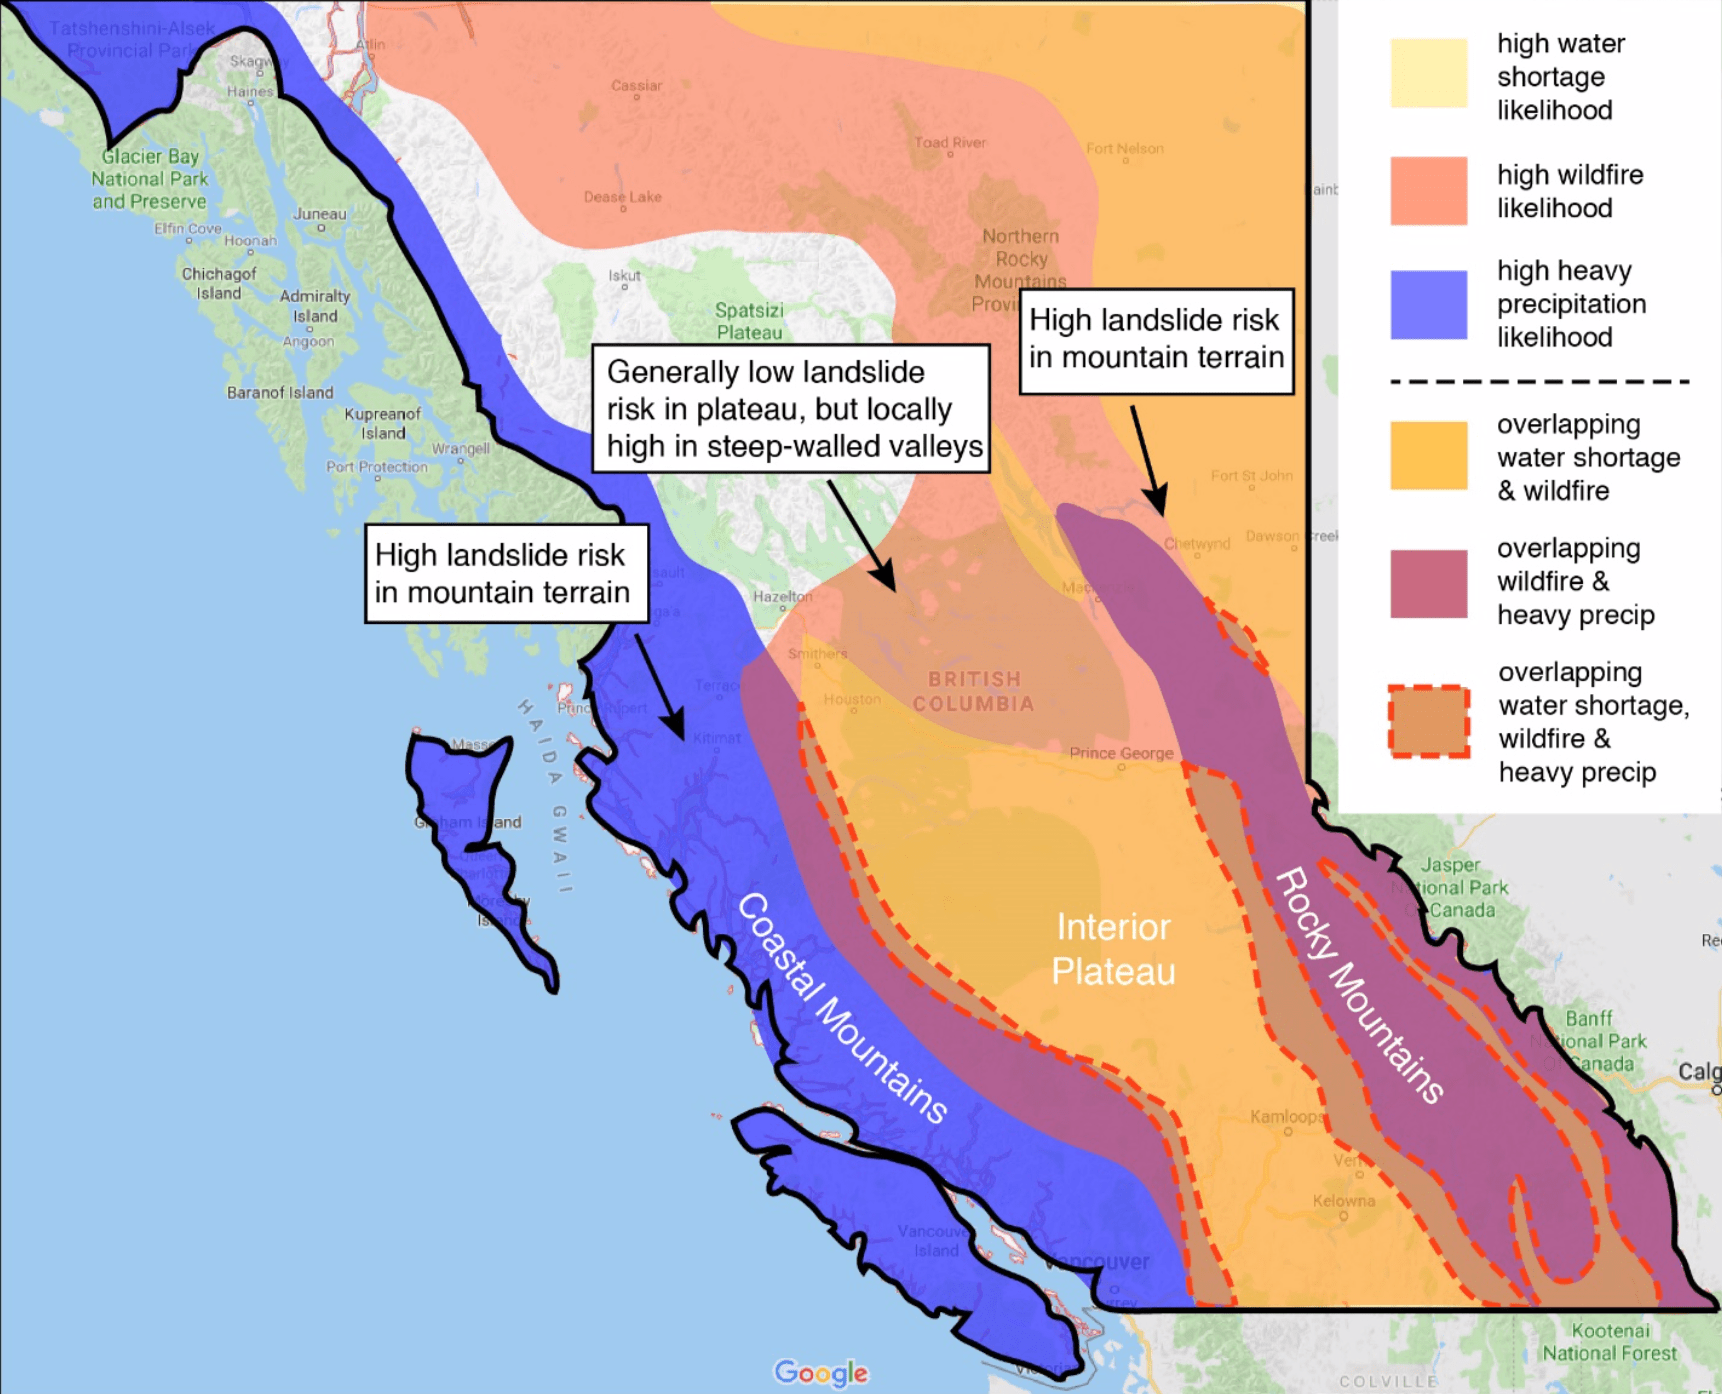 Tatshenshini-Alsek
Provincial Park
Skagway
Haines
Atlin
Glacier Bay
National Park
and Preserve
Elfin Cove
Hoonah
Juneau
Chichagof
Island
Admiralty
Island
Angoon
Baranof Island
Kupreanof
Island
Wrangell
Port Protection
Cassiar
Dease Lake
Iskut
Spatsizi
Plateau
Toad River
Fort Nelson
Northern
Rocky
Mountains
High landslide risk
in mountain terrain
Generally low landslide
risk in plateau, but locally
high in steep-walled valleys
High landslide risk
in mountain terrain
Fort St John
Dawson Creek
Chetwynd
Hazelton
Smithers
Houston
BRITISH
COLUMBIA
Prince George
Terrace
Prince Rupert
Kitimat
HAIDA GWAII
Graham Island
Coastal Mountains
Interior
Plateau
Rocky Mountains
Kamloops
Kelowna
Vancouver
Island
Vancouver
Victoria
Jasper
National Park
Of Canada
Banff
National Park
Of Canada
Calg
Kootenai
National Forest
COLVILLE
Google
high water
shortage
likelihood
high wildfire
likelihood
high heavy
precipitation
likelihood
overlapping
water shortage
& wildfire
overlapping
wildfire &
heavy precip
overlapping
water shortage,
wildfire &
heavy precip